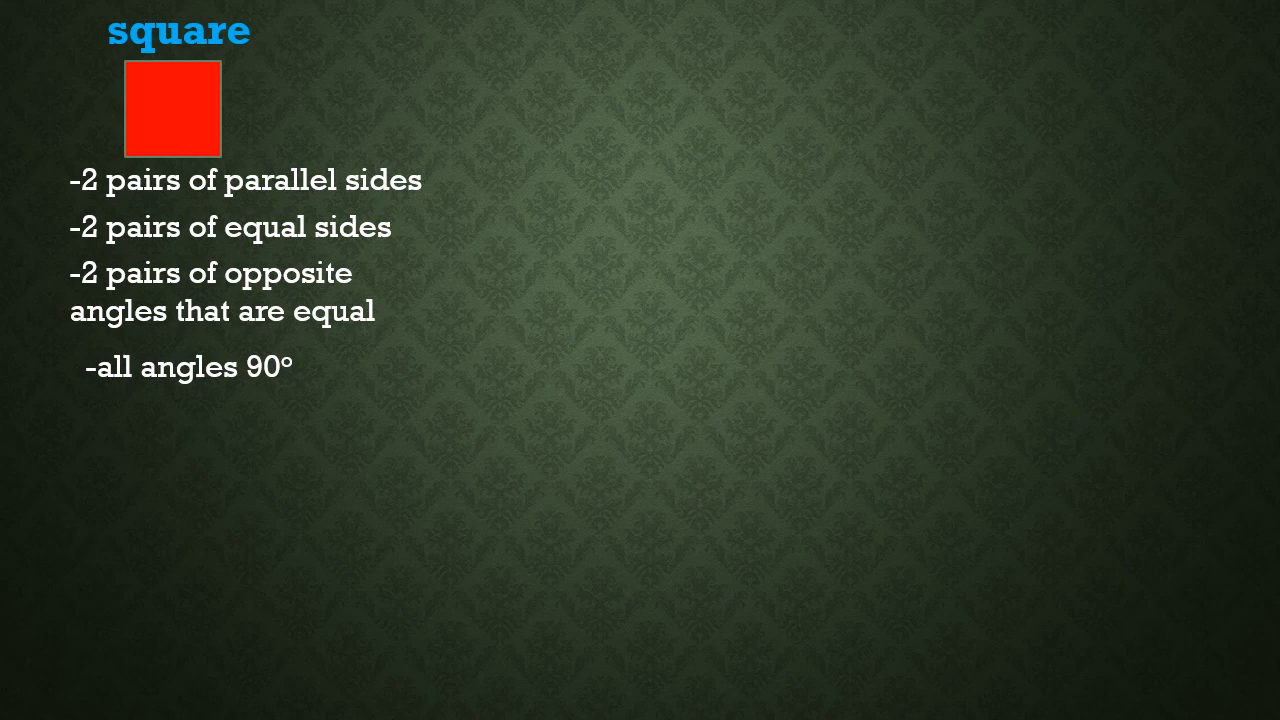 square
-2 pairs of parallel sides
-2 pairs of equal sides
-2 pairs of opposite
angles that are equal
-all angles 90°